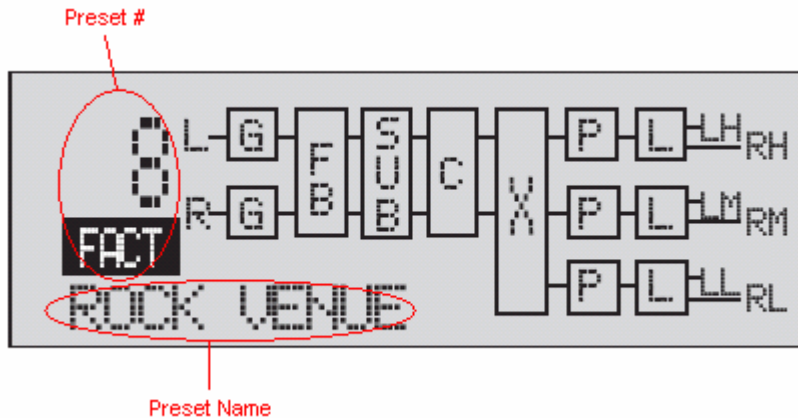 Preset #
8
FACT
L G F B S U B C X P L LH RH
R G P L LM RM
P L LL RL
ROCK VENUE
Preset Name